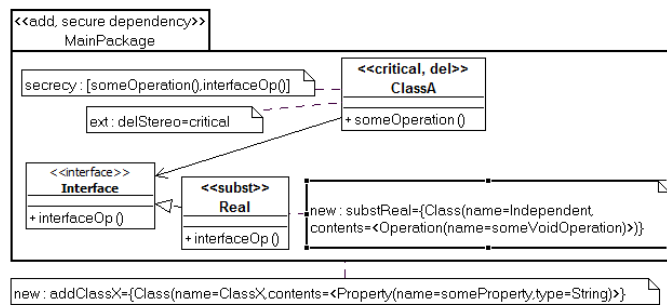 <<add, secure dependency>>
MainPackage
<<critical, del>>
ClassA
+ someOperation ()
secrecy : [someOperation(),interfaceOp()]
ext : delStereo=critical
<<interface>>
Interface
+ interfaceOp ()
<<subst>>
Real
+ interfaceOp ()
new : substReal={Class(name=Independent,
contents=<Operation(name=someVoidOperation)>)}
new : addClassX={Class(name=ClassX,contents=<Property(name=someProperty,type=String)>}